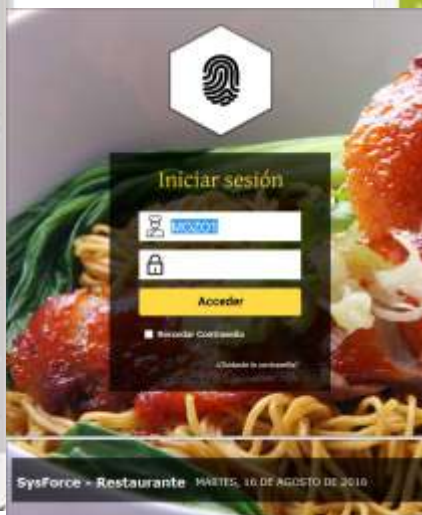 Iniciar sesión
MOZO1
Acceder
Recordar Contraseña
¿Olvidaste la contraseña?
SysForce - Restaurante MARTES, 16 DE AGOSTO DE 2016